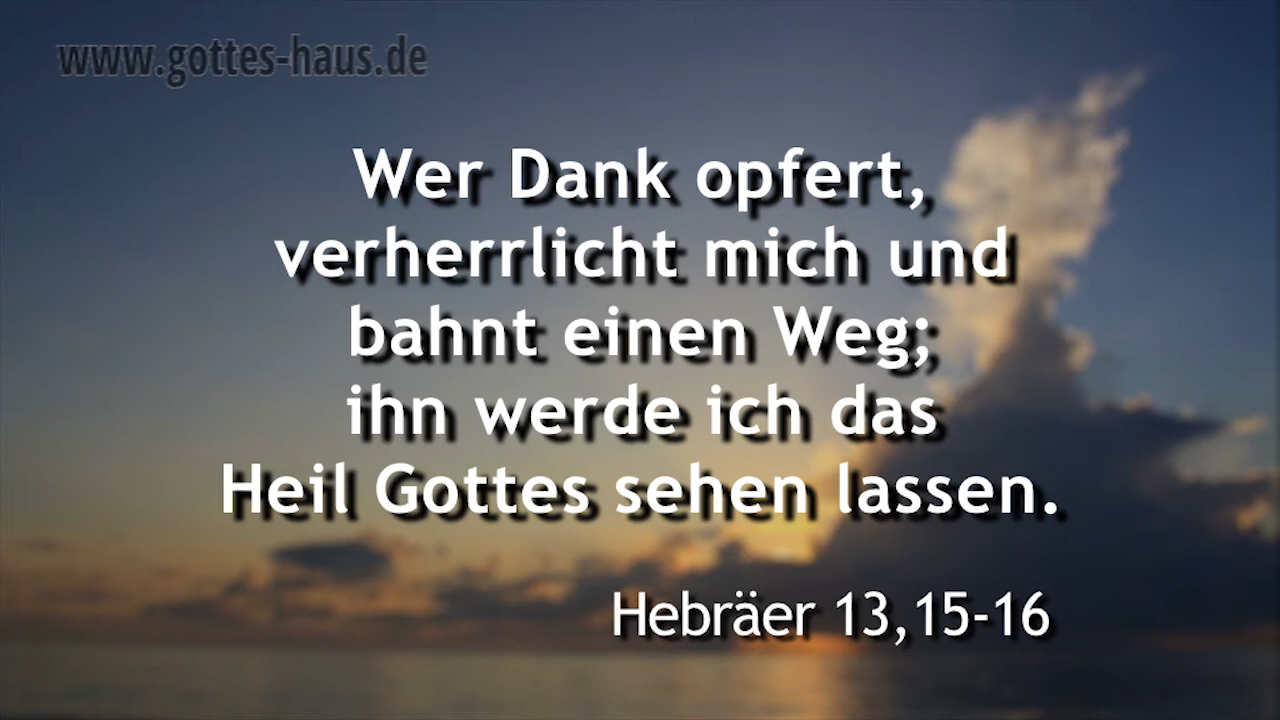 www.gottes-haus.de
Wer Dank opfert,
verherrlicht mich und
bahnt einen Weg;
ihn werde ich das
Heil Gottes sehen lassen.
Hebräer 13,15-16